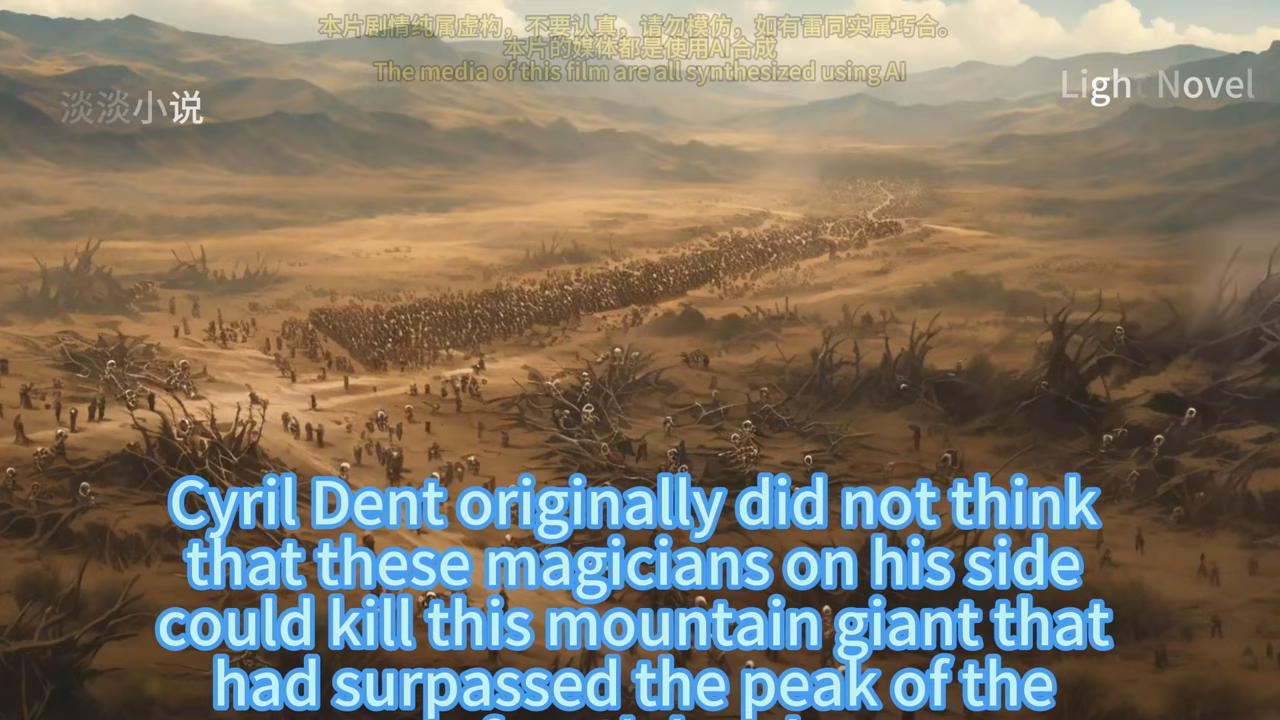 本片剧情纯属虚构，不要认真，请勿模仿，如有雷同实属巧合。
本片的媒体都是使用AI合成
The media of this film are all synthesized using AI
淡淡小说
Light Novel
Cyril Dent originally did not think
that these magicians on his side
could kill this mountain giant that
had surpassed the peak of the